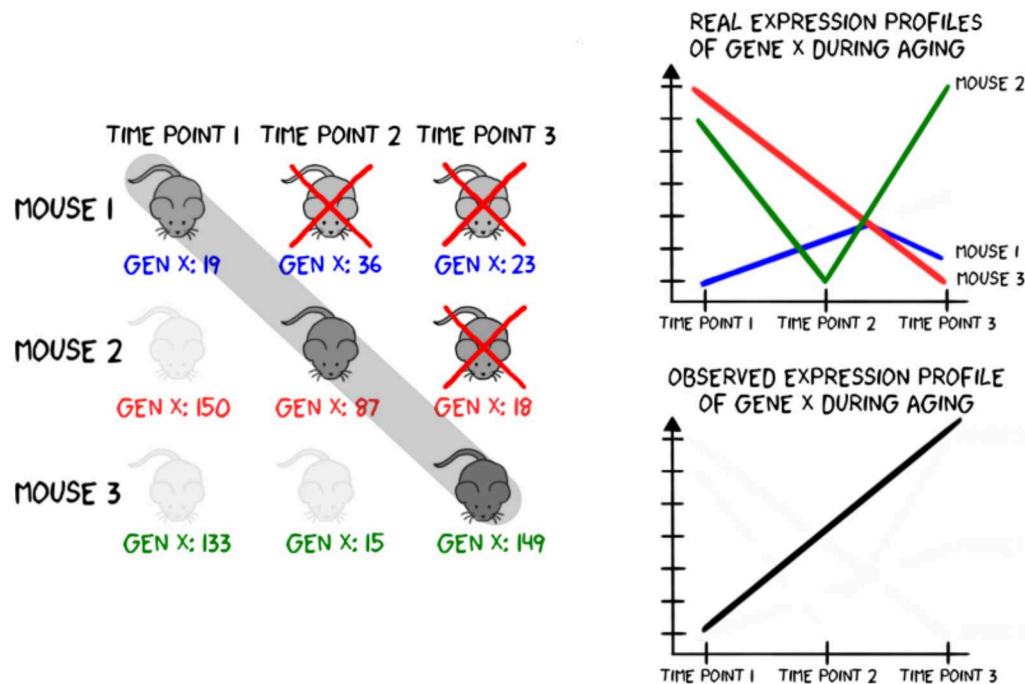 TIME POINT 1 TIME POINT 2 TIME POINT 3
MOUSE 1
GEN X: 19 GEN X: 36 GEN X: 23
MOUSE 2
GEN X: 150 GEN X: 87 GEN X: 18
MOUSE 3
GEN X: 133 GEN X: 15 GEN X: 149
REAL EXPRESSION PROFILES
OF GENE X DURING AGING
MOUSE 2
MOUSE 1
MOUSE 3
TIME POINT 1 TIME POINT 2 TIME POINT 3
OBSERVED EXPRESSION PROFILE
OF GENE X DURING AGING
TIME POINT 1 TIME POINT 2 TIME POINT 3